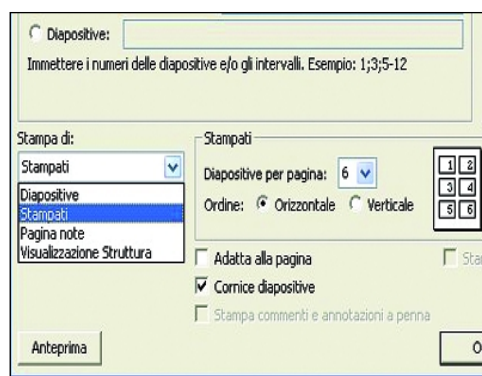 Diapositive:
Immettere i numeri delle diapositive e/o gli intervalli. Esempio: 1;3;5-12
Stampa di:
Stampati
Diapositive
Stampati
Pagina note
Visualizzazione Struttura
Stampati
Diapositive per pagina: 6
Ordine: Orizzontale Verticale
1 2
3 4
5 6
Adatta alla pagina
Cornice diapositive
Stampa commenti e annotazioni a penna
Anteprima